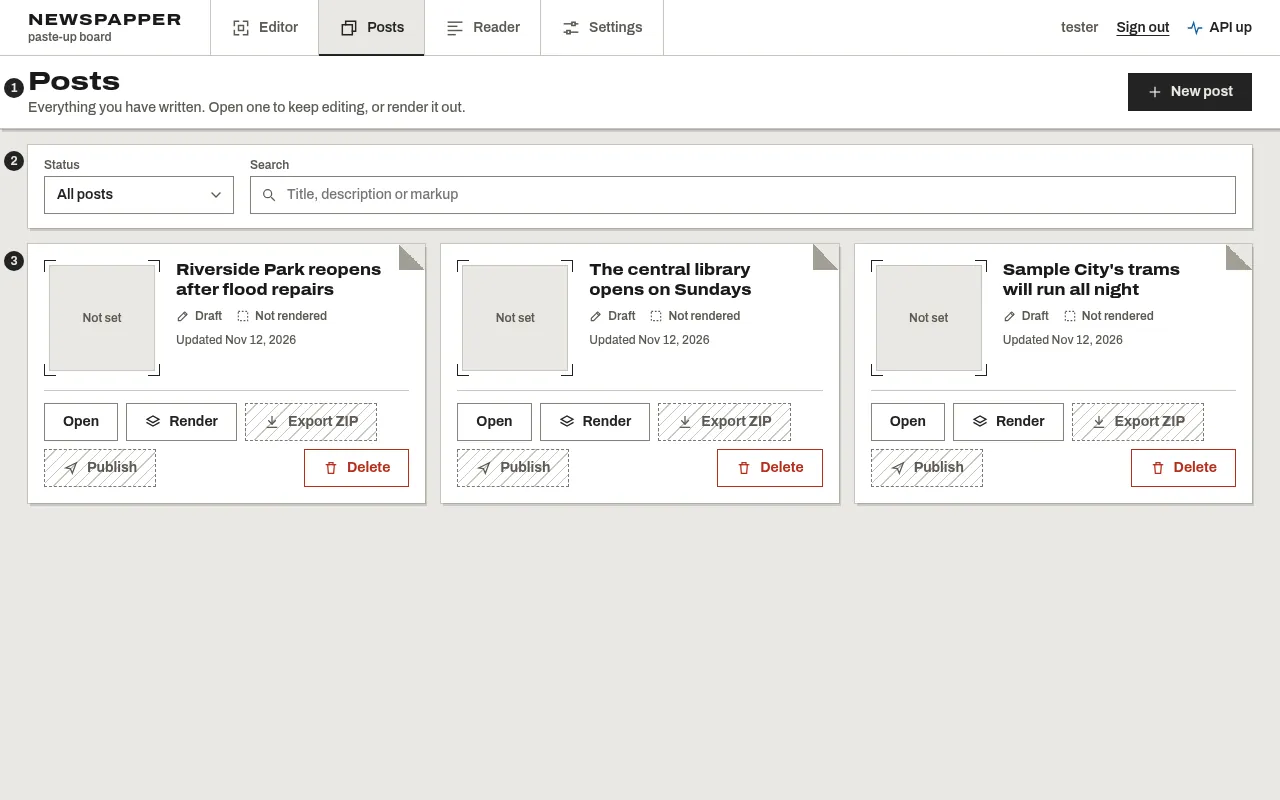 NEWSPAPPER
paste-up board
Editor
Posts
Reader
Settings
tester
Sign out
API up
1
Posts
Everything you have written. Open one to keep editing, or render it out.
New post
2
Status
Search
All posts
Title, description or markup
3
Not set
Riverside Park reopens
after flood repairs
Draft
Not rendered
Updated Nov 12, 2026
Open
Render
Export ZIP
Publish
Delete
Not set
The central library
opens on Sundays
Draft
Not rendered
Updated Nov 12, 2026
Open
Render
Export ZIP
Publish
Delete
Not set
Sample City's trams
will run all night
Draft
Not rendered
Updated Nov 12, 2026
Open
Render
Export ZIP
Publish
Delete